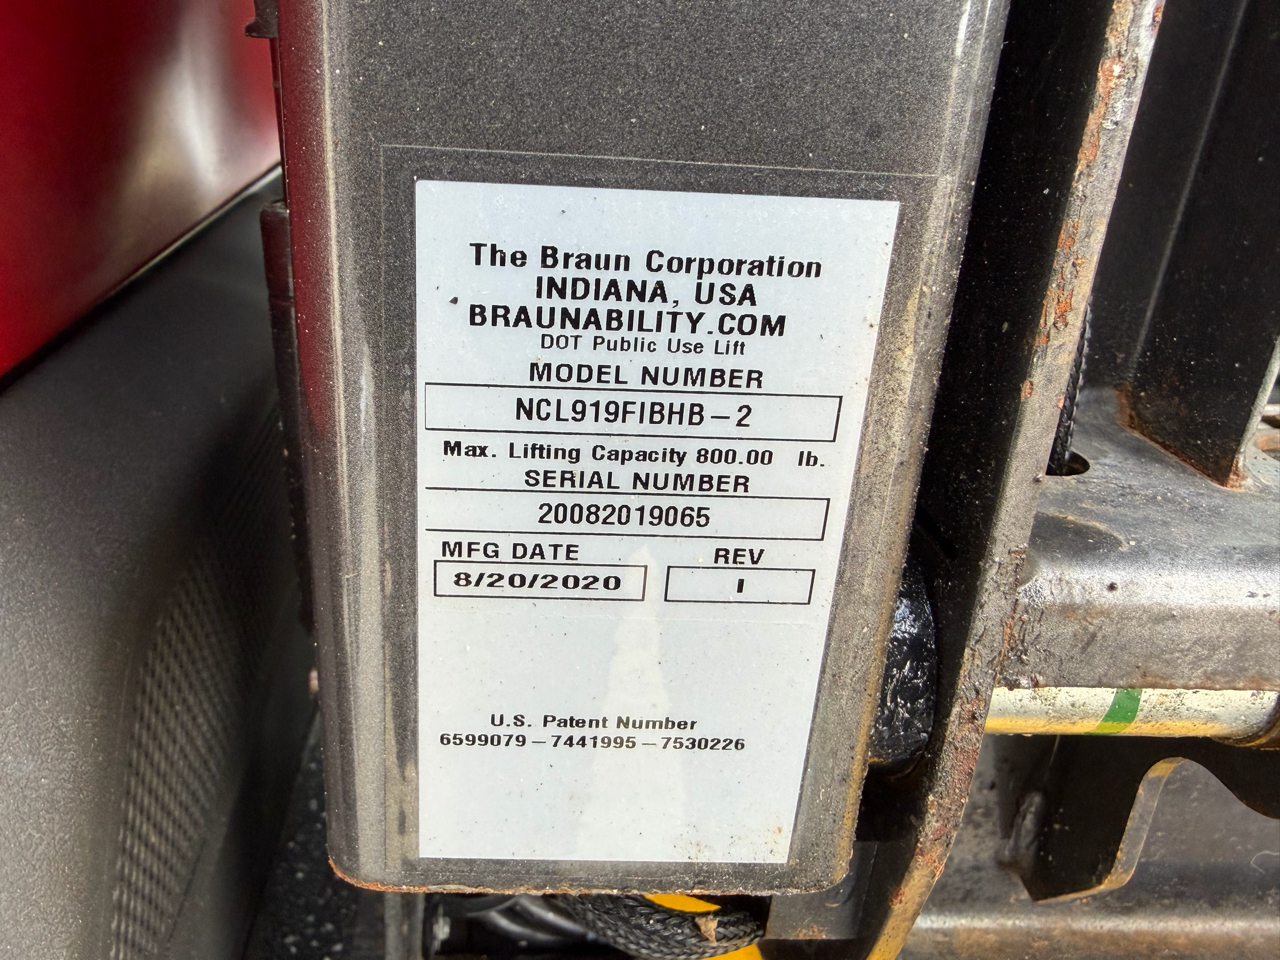 The Braun Corporation
INDIANA, USA
BRAUNABILITY.COM
DOT Public Use Lift
MODEL NUMBER
NCL919FIBHB-2
Max. Lifting Capacity 800.00 lb.
SERIAL NUMBER
20082019065
MFG DATE REV
8/20/2020 I
U.S. Patent Number
6599079-7441995-7530226